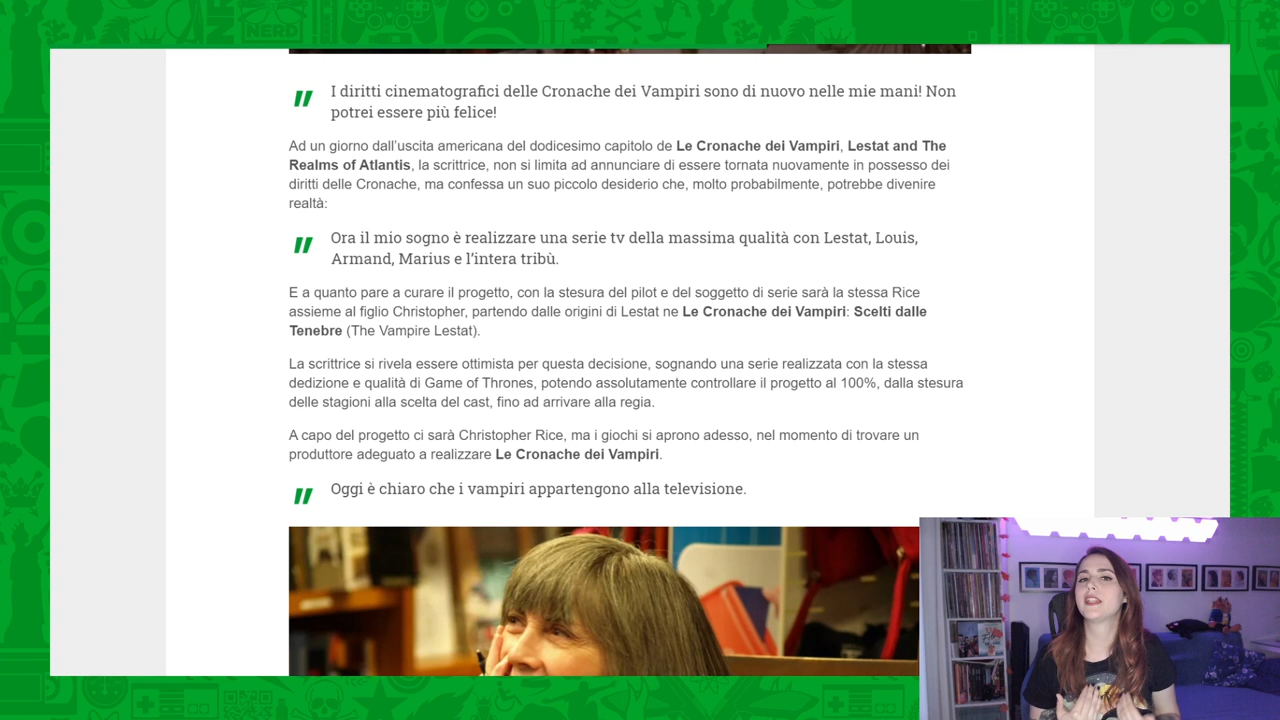 NERD
I diritti cinematografici delle Cronache dei Vampiri sono di nuovo nelle mie mani! Non
potrei essere più felice!
Ad un giorno dall’uscita americana del dodicesimo capitolo de Le Cronache dei Vampiri, Lestat and The
Realms of Atlantis, la scrittrice, non si limita ad annunciare di essere tornata nuovamente in possesso dei
diritti delle Cronache, ma confessa un suo piccolo desiderio che, molto probabilmente, potrebbe divenire
realtà:
Ora il mio sogno è realizzare una serie tv della massima qualità con Lestat, Louis,
Armand, Marius e l’intera tribù.
E a quanto pare a curare il progetto, con la stesura del pilot e del soggetto di serie sarà la stessa Rice
assieme al figlio Christopher, partendo dalle origini di Lestat ne Le Cronache dei Vampiri: Scelti dalle
Tenebre (The Vampire Lestat).
La scrittrice si rivela essere ottimista per questa decisione, sognando una serie realizzata con la stessa
dedizione e qualità di Game of Thrones, potendo assolutamente controllare il progetto al 100%, dalla stesura
delle stagioni alla scelta del cast, fino ad arrivare alla regia.
A capo del progetto ci sarà Christopher Rice, ma i giochi si aprono adesso, nel momento di trovare un
produttore adeguato a realizzare Le Cronache dei Vampiri.
Oggi è chiaro che i vampiri appartengono alla televisione.